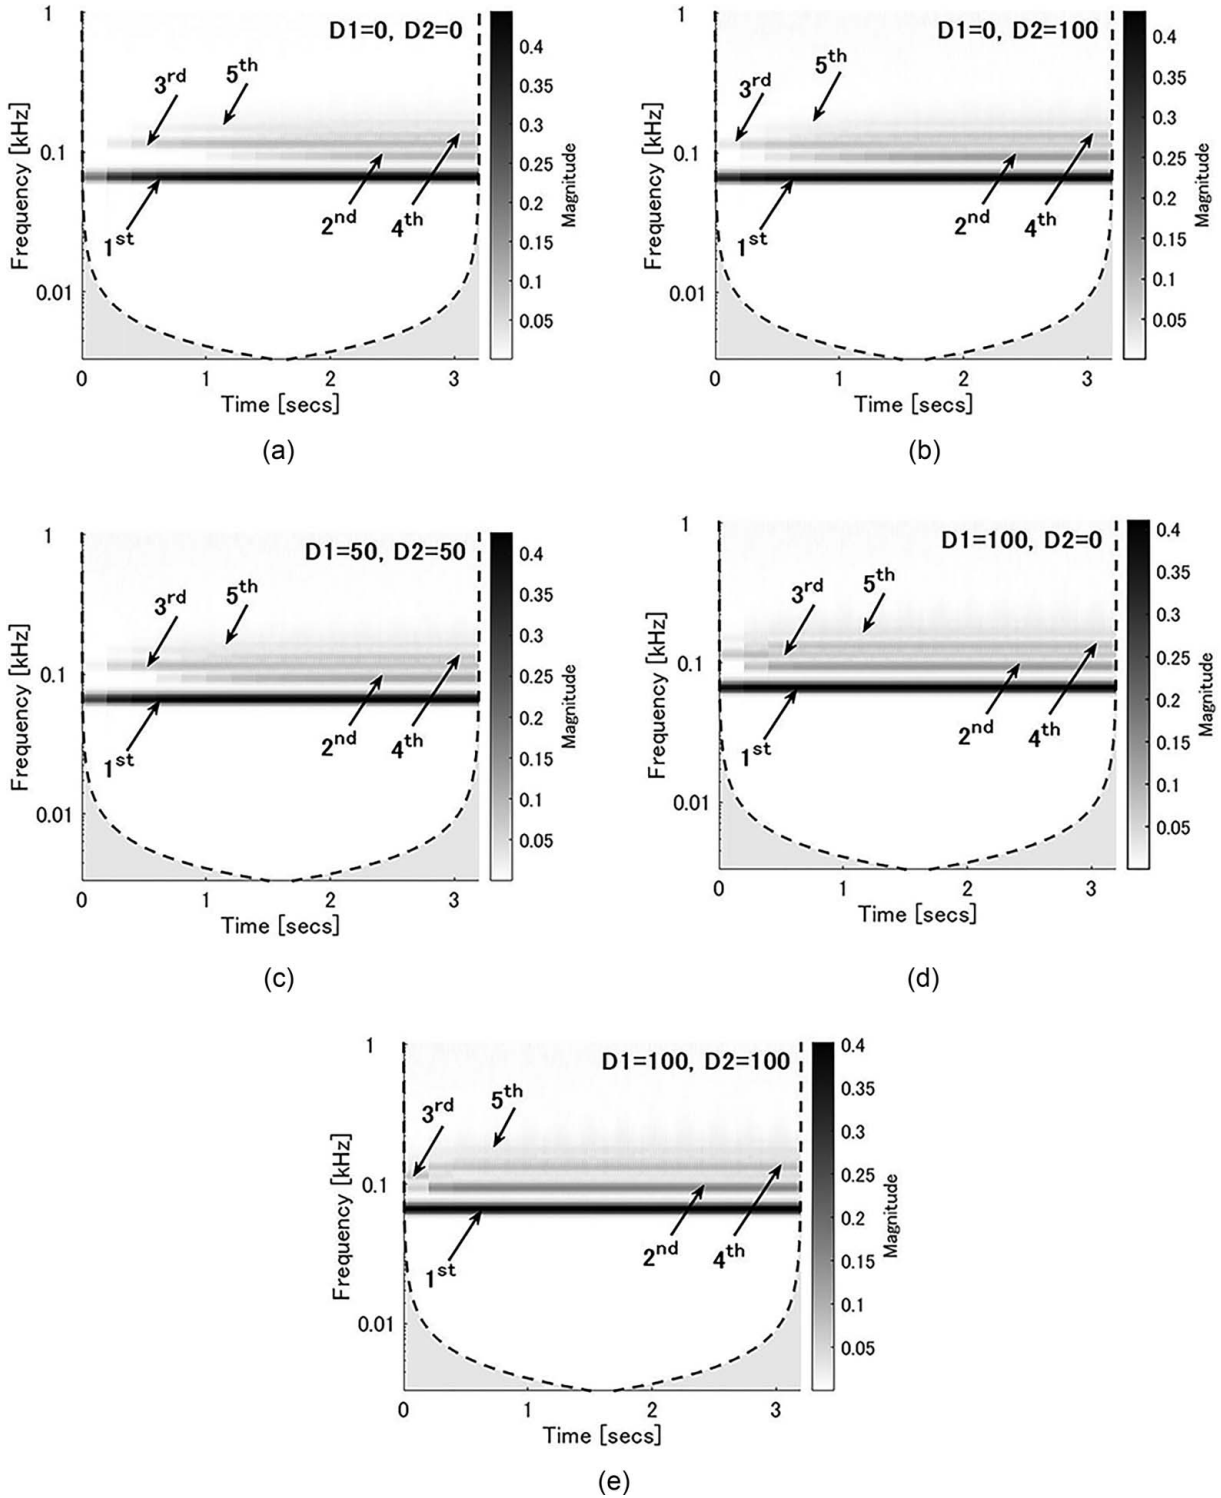 D1=0, D2=0
1
0.1
0.01
Frequency [kHz]
3rd
5th
1st
2nd
4th
0 1 2 3
Time [secs]
0.4
0.35
0.3
0.25
0.2
0.15
0.1
0.05
Magnitude
(a)
D1=0, D2=100
1
0.1
0.01
Frequency [kHz]
3rd
5th
1st
2nd
4th
0 1 2 3
Time [secs]
0.4
0.35
0.3
0.25
0.2
0.15
0.1
0.05
Magnitude
(b)
D1=50, D2=50
1
0.1
0.01
Frequency [kHz]
3rd
5th
1st
2nd
4th
0 1 2 3
Time [secs]
0.4
0.35
0.3
0.25
0.2
0.15
0.1
0.05
Magnitude
(c)
D1=100, D2=0
1
0.1
0.01
Frequency [kHz]
3rd
5th
1st
2nd
4th
0 1 2 3
Time [secs]
0.4
0.35
0.3
0.25
0.2
0.15
0.1
0.05
Magnitude
(d)
D1=100, D2=100
1
0.1
0.01
Frequency [kHz]
3rd
5th
1st
2nd
4th
0 1 2 3
Time [secs]
0.4
0.35
0.3
0.25
0.2
0.15
0.1
0.05
Magnitude
(e)